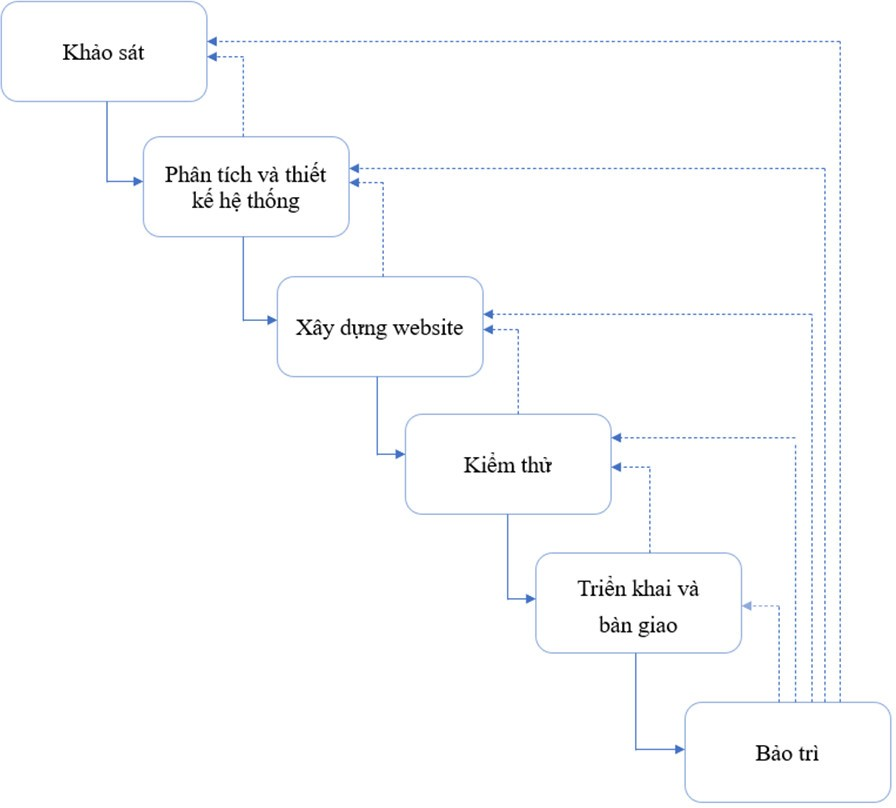 Khảo sát
Phân tích và thiết
kế hệ thống
Xây dựng website
Kiểm thử
Triển khai và
bàn giao
Bảo trì